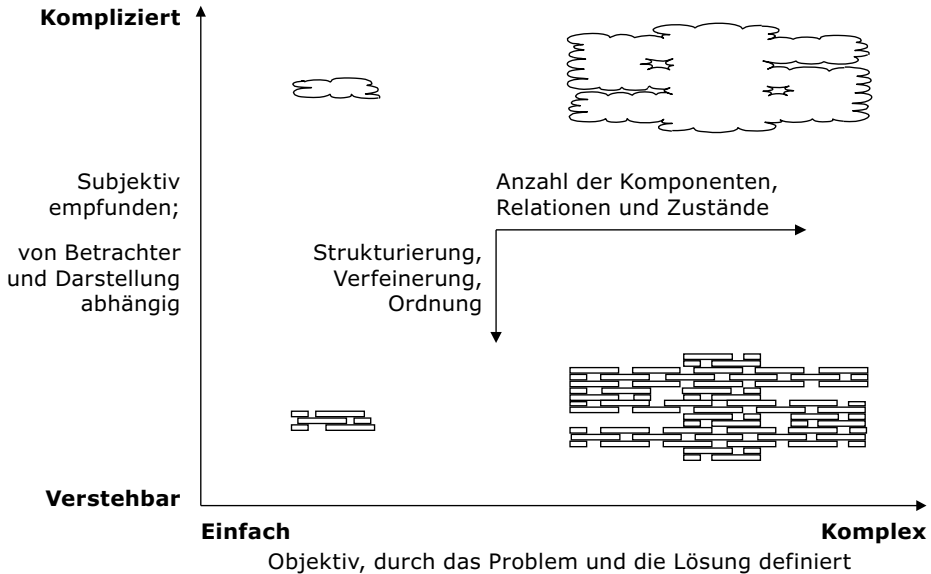 Kompliziert
Subjektiv
empfunden;
von Betrachter
und Darstellung
abhängig
Anzahl der Komponenten,
Relationen und Zustände
Strukturierung,
Verfeinerung,
Ordnung
Verstehbar
Einfach
Komplex
Objektiv, durch das Problem und die Lösung definiert